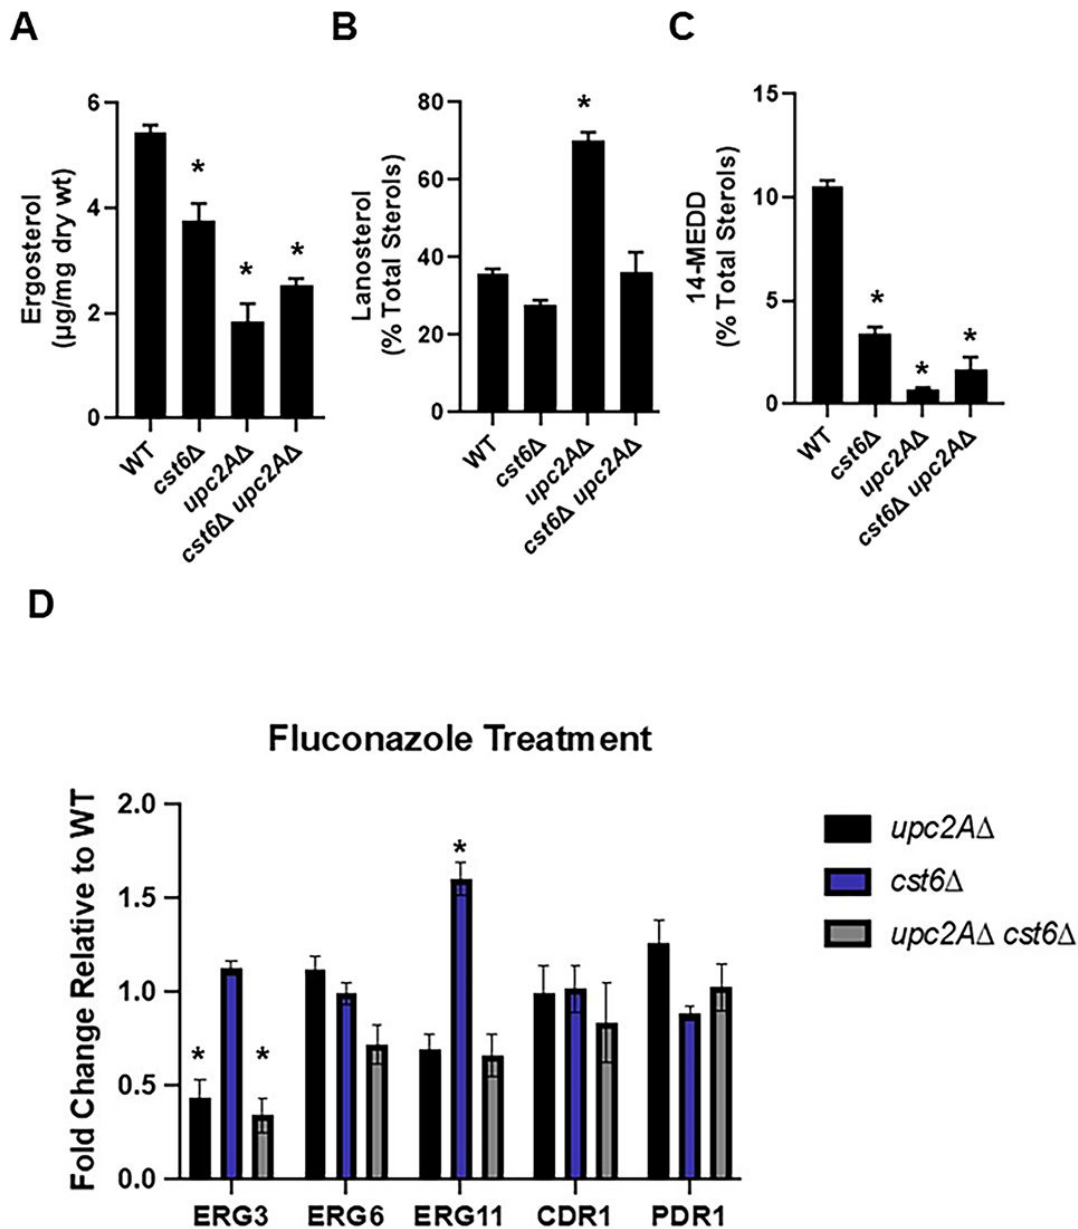 A
B
C
Ergosterol
(µg/mg dry wt)
6
4
2
0
*
*
*
WT
cst6Δ
upc2AΔ
cst6Δ upc2AΔ
Lanosterol
(% Total Sterols)
80
60
40
20
0
*
WT
cst6Δ
upc2AΔ
cst6Δ upc2AΔ
14-MEDD
(% Total Sterols)
15
10
5
0
*
*
*
WT
cst6Δ
upc2AΔ
cst6Δ upc2AΔ
D
Fluconazole Treatment
Fold Change Relative to WT
2.0
1.5
1.0
0.5
0.0
*
*
*
ERG3 ERG6 ERG11 CDR1 PDR1
upc2AΔ
cst6Δ
upc2AΔ cst6Δ